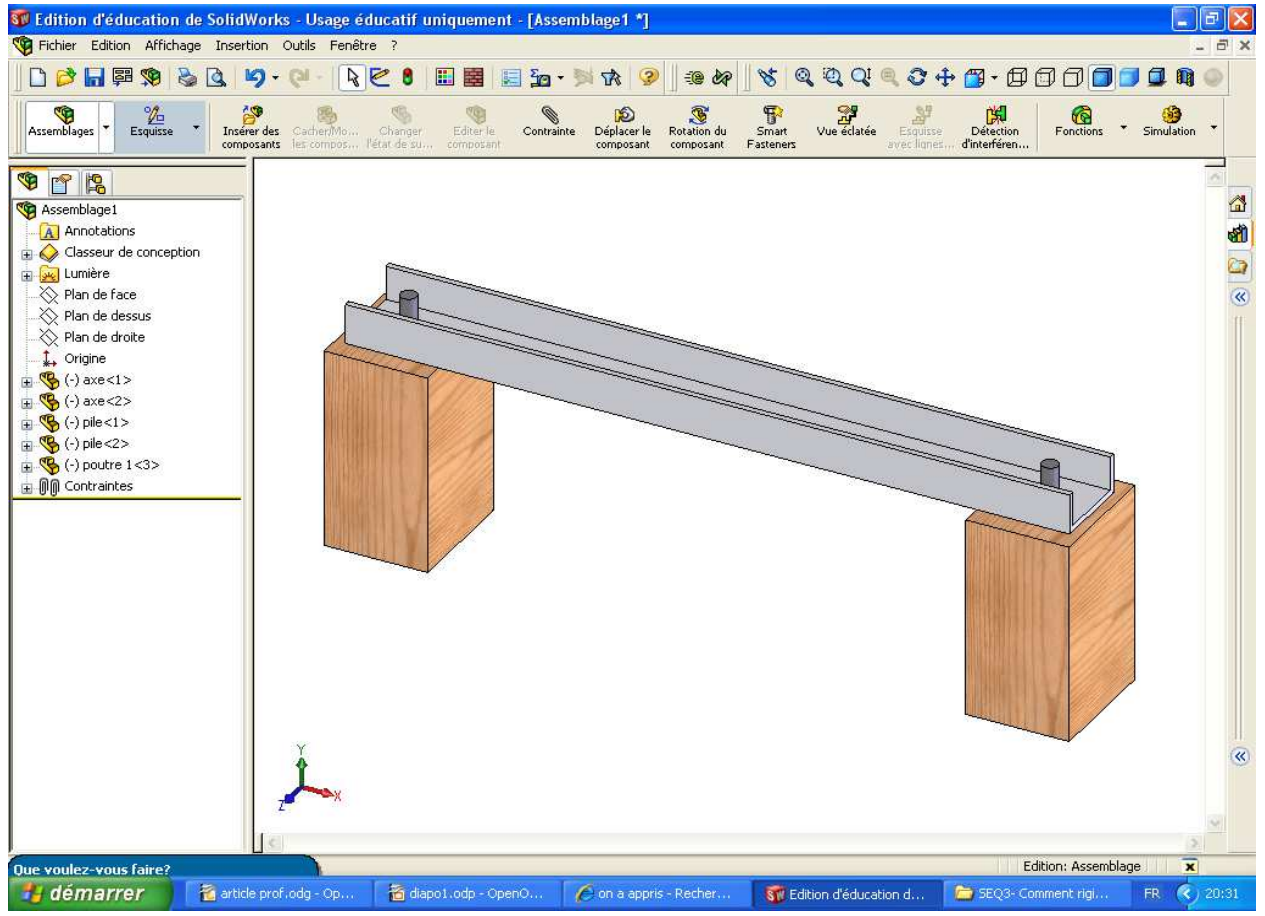 Edition d'éducation de SolidWorks - Usage éducatif uniquement - [Assemblage1 *]
Fichier Edition Affichage Insertion Outils Fenêtre ?
Assemblages
Esquisse
Insérer des composants
Cacher/Mo... les compos...
Changer l'état de su...
Editer le composant
Contrainte
Déplacer le composant
Rotation du composant
Smart Fasteners
Vue éclatée
Esquisse avec lignes...
Détection d'interféren...
Fonctions
Simulation
Assemblage1
A Annotations
Classeur de conception
Lumière
Plan de face
Plan de dessus
Plan de droite
Origine
(-) axe<1>
(-) axe<2>
(-) pile<1>
(-) pile<2>
(-) poutre 1<3>
Contraintes
Y
X
Z
Que voulez-vous faire?
Edition: Assemblage
démarrer
article prof.odg - Op...
diapo1.odp - OpenO...
on a appris - Recher...
Edition d'éducation d...
SEQ3- Comment rigi...
FR
20:31